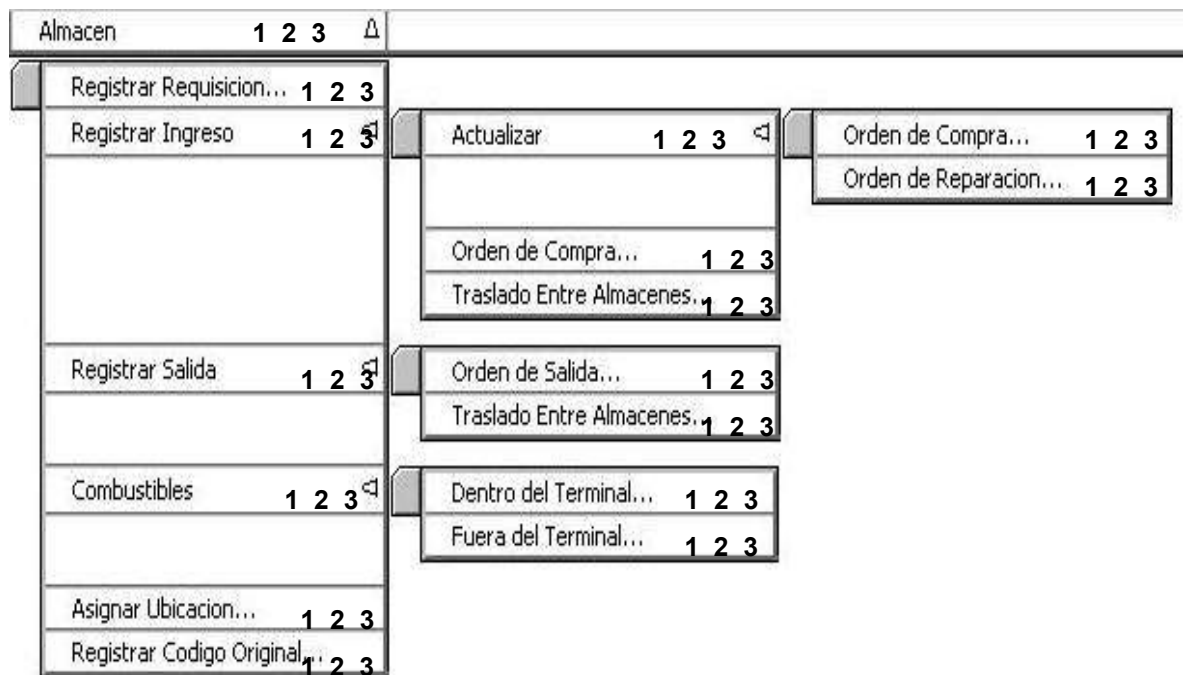 Almacen 1 2 3
Registrar Requisicion... 1 2 3
Registrar Ingreso 1 2 3
Actualizar 1 2 3
Orden de Compra... 1 2 3
Orden de Reparacion... 1 2 3
Orden de Compra... 1 2 3
Traslado Entre Almacenes... 1 2 3
Registrar Salida 1 2 3
Orden de Salida... 1 2 3
Traslado Entre Almacenes... 1 2 3
Combustibles 1 2 3
Dentro del Terminal... 1 2 3
Fuera del Terminal... 1 2 3
Asignar Ubicacion... 1 2 3
Registrar Codigo Original... 1 2 3